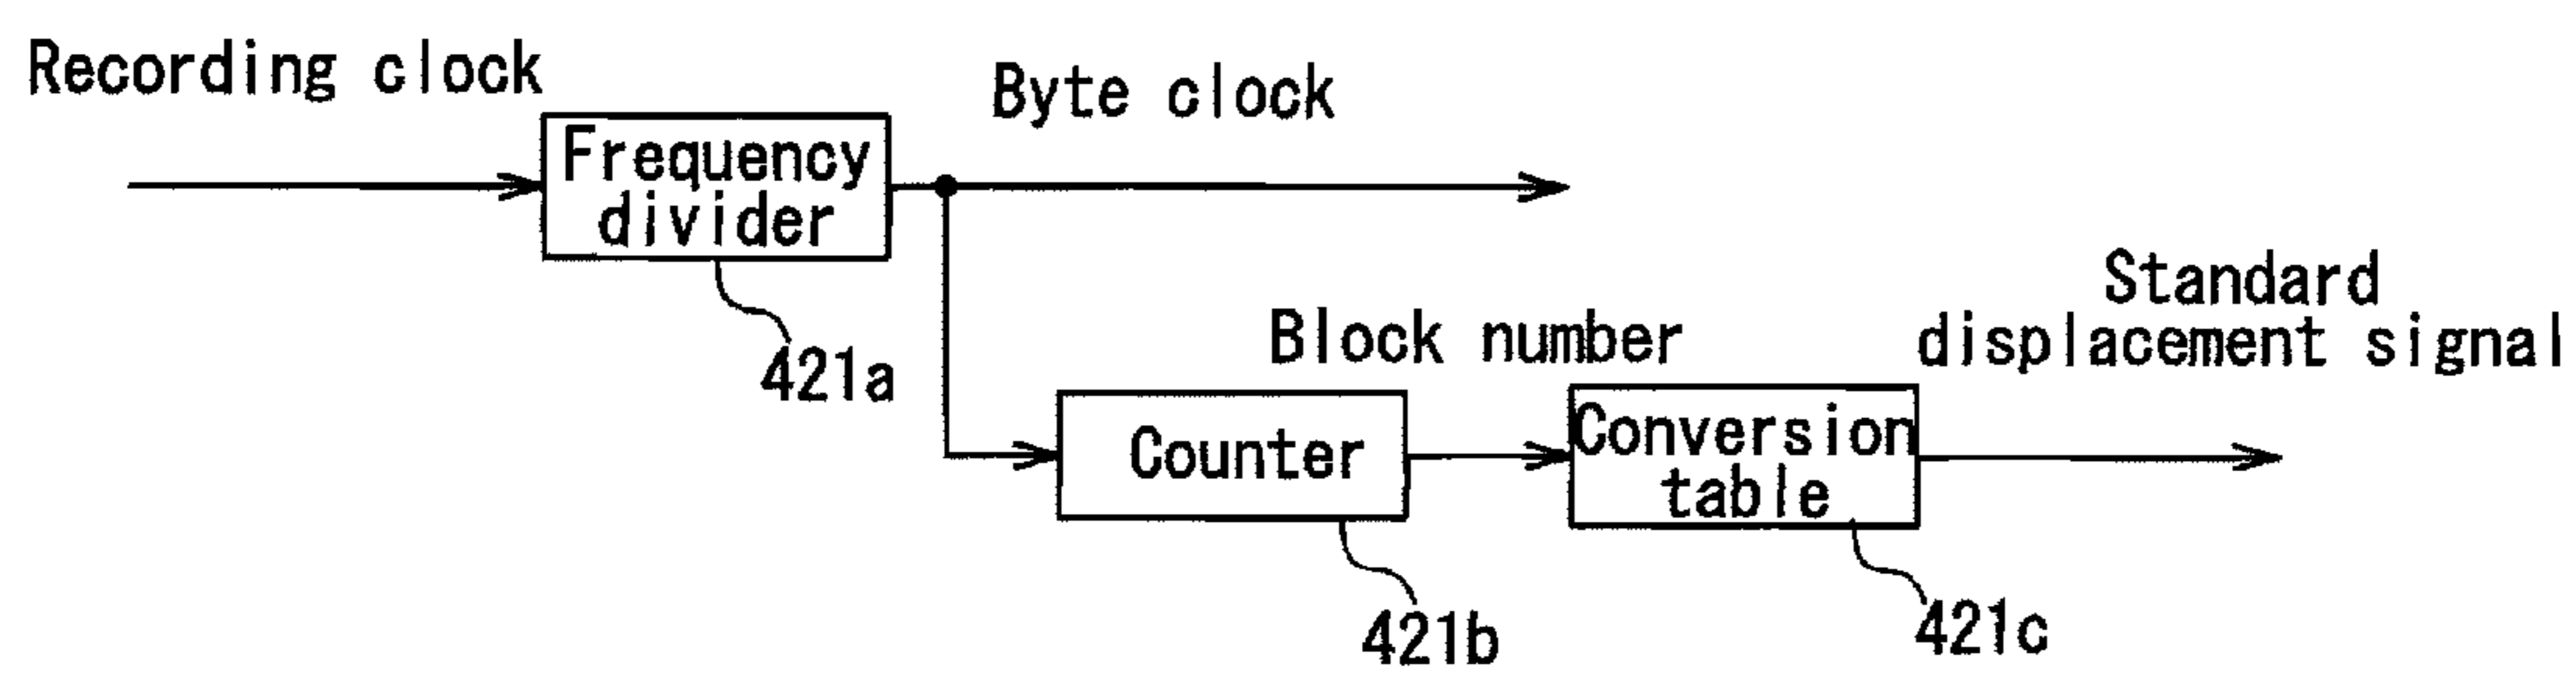 Recording clock
Byte clock
Frequency
divider
421a
Standard
displacement signal
Block number
Counter
Conversion
table
421b
421c